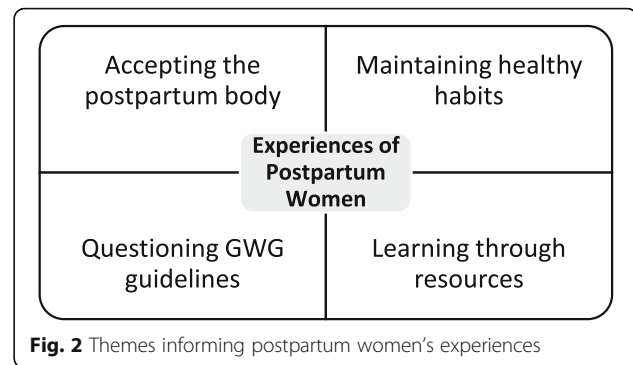 Accepting the
postpartum body
Maintaining healthy
habits
Experiences of
Postpartum
Women
Questioning GWG
guidelines
Learning through
resources
Fig. 2 Themes informing postpartum women's experiences